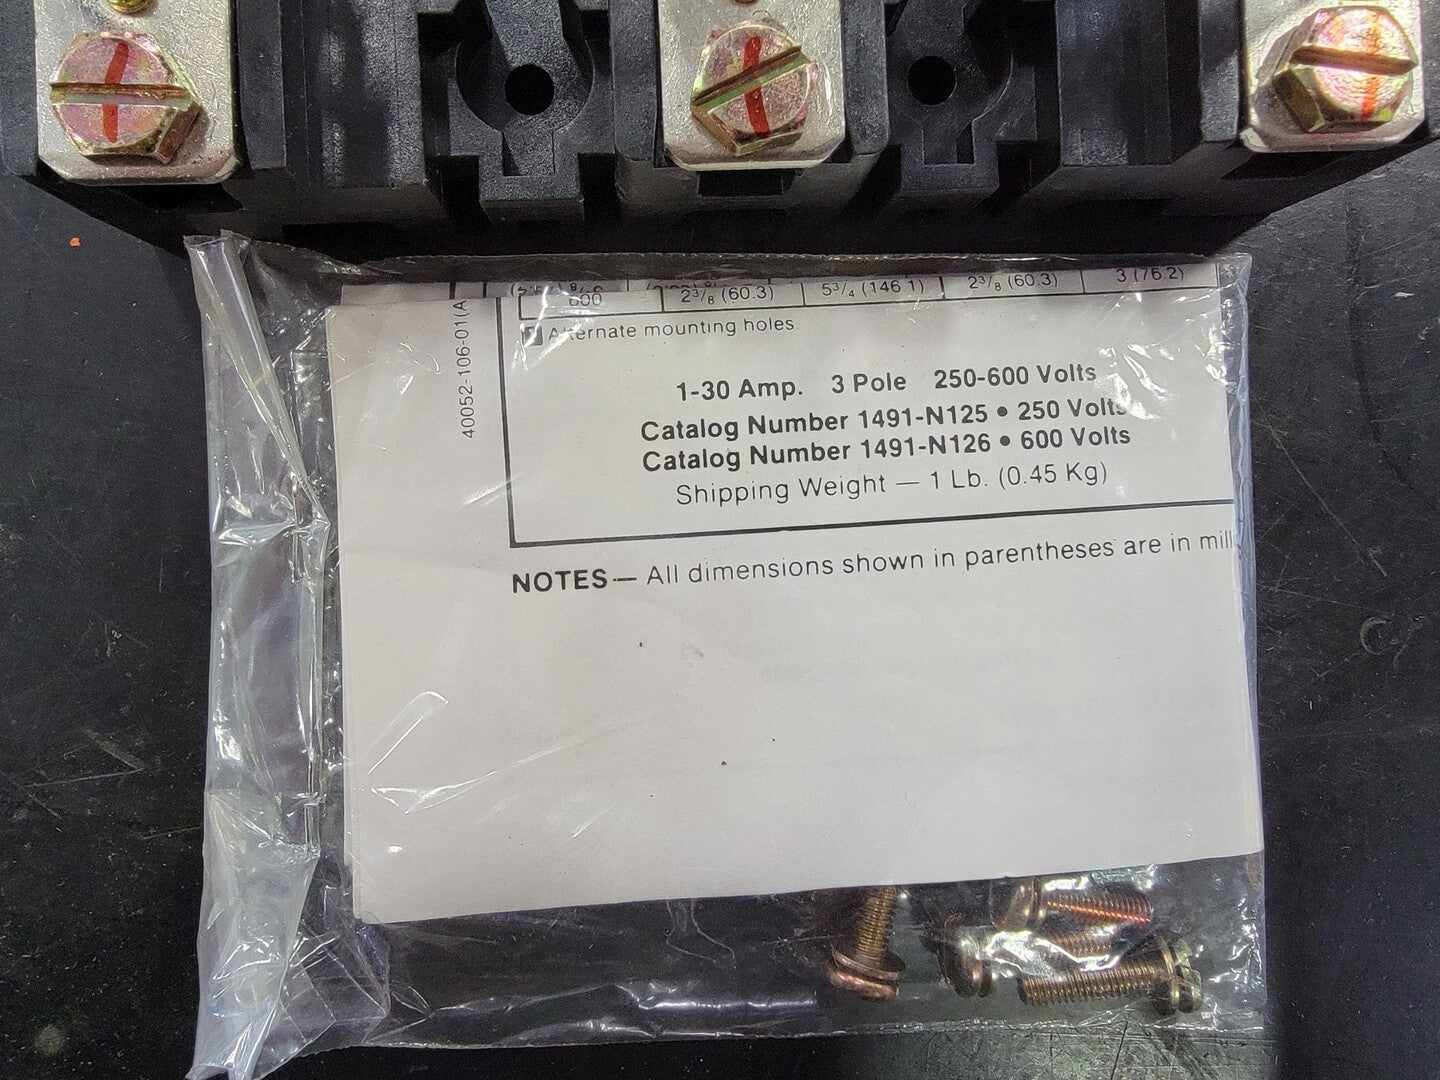 600 2³/₈ (60.3) 5³/₄ (146.1) 2³/₈ (60.3) 3 (76.2)
Alternate mounting holes
40052-106-01(A
1-30 Amp. 3 Pole 250-600 Volts
Catalog Number 1491-N125 • 250 Volts
Catalog Number 1491-N126 • 600 Volts
Shipping Weight — 1 Lb. (0.45 Kg)
NOTES — All dimensions shown in parentheses are in mill